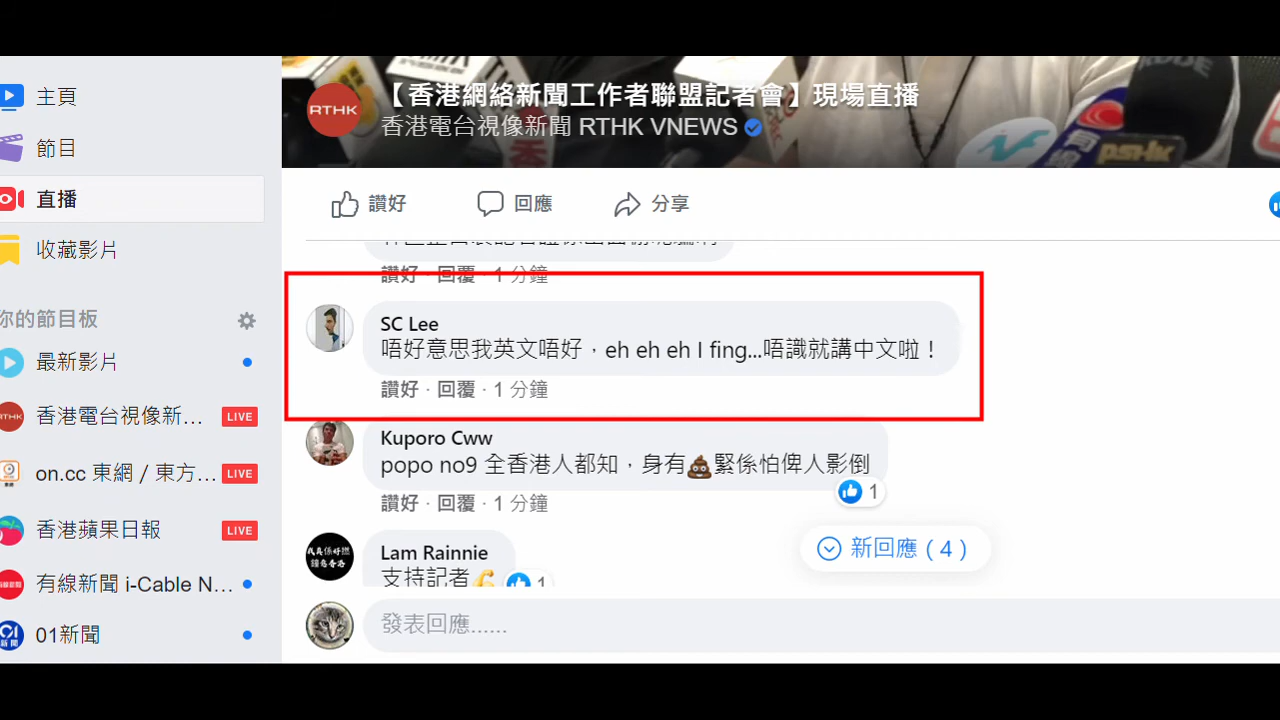 主頁
節目
直播
收藏影片
你的節目板
最新影片
香港電台視像新... LIVE
on.cc 東網 / 東方... LIVE
香港蘋果日報 LIVE
有線新聞 i-Cable N...
01新聞
RTHK
【香港網絡新聞工作者聯盟記者會】現場直播
香港電台視像新聞 RTHK VNEWS
讚好 回應 分享
讚好 · 回覆 · 1 分鐘
SC Lee
唔好意思我英文唔好，eh eh eh I fing...唔識就講中文啦！
讚好 · 回覆 · 1 分鐘
Kuporo Cww
popo no9 全香港人都知，身有💩緊係怕俾人影倒
1
讚好 · 回覆 · 1 分鐘
新回應（4）
Lam Rainnie
支持記者💪
1
發表回應......